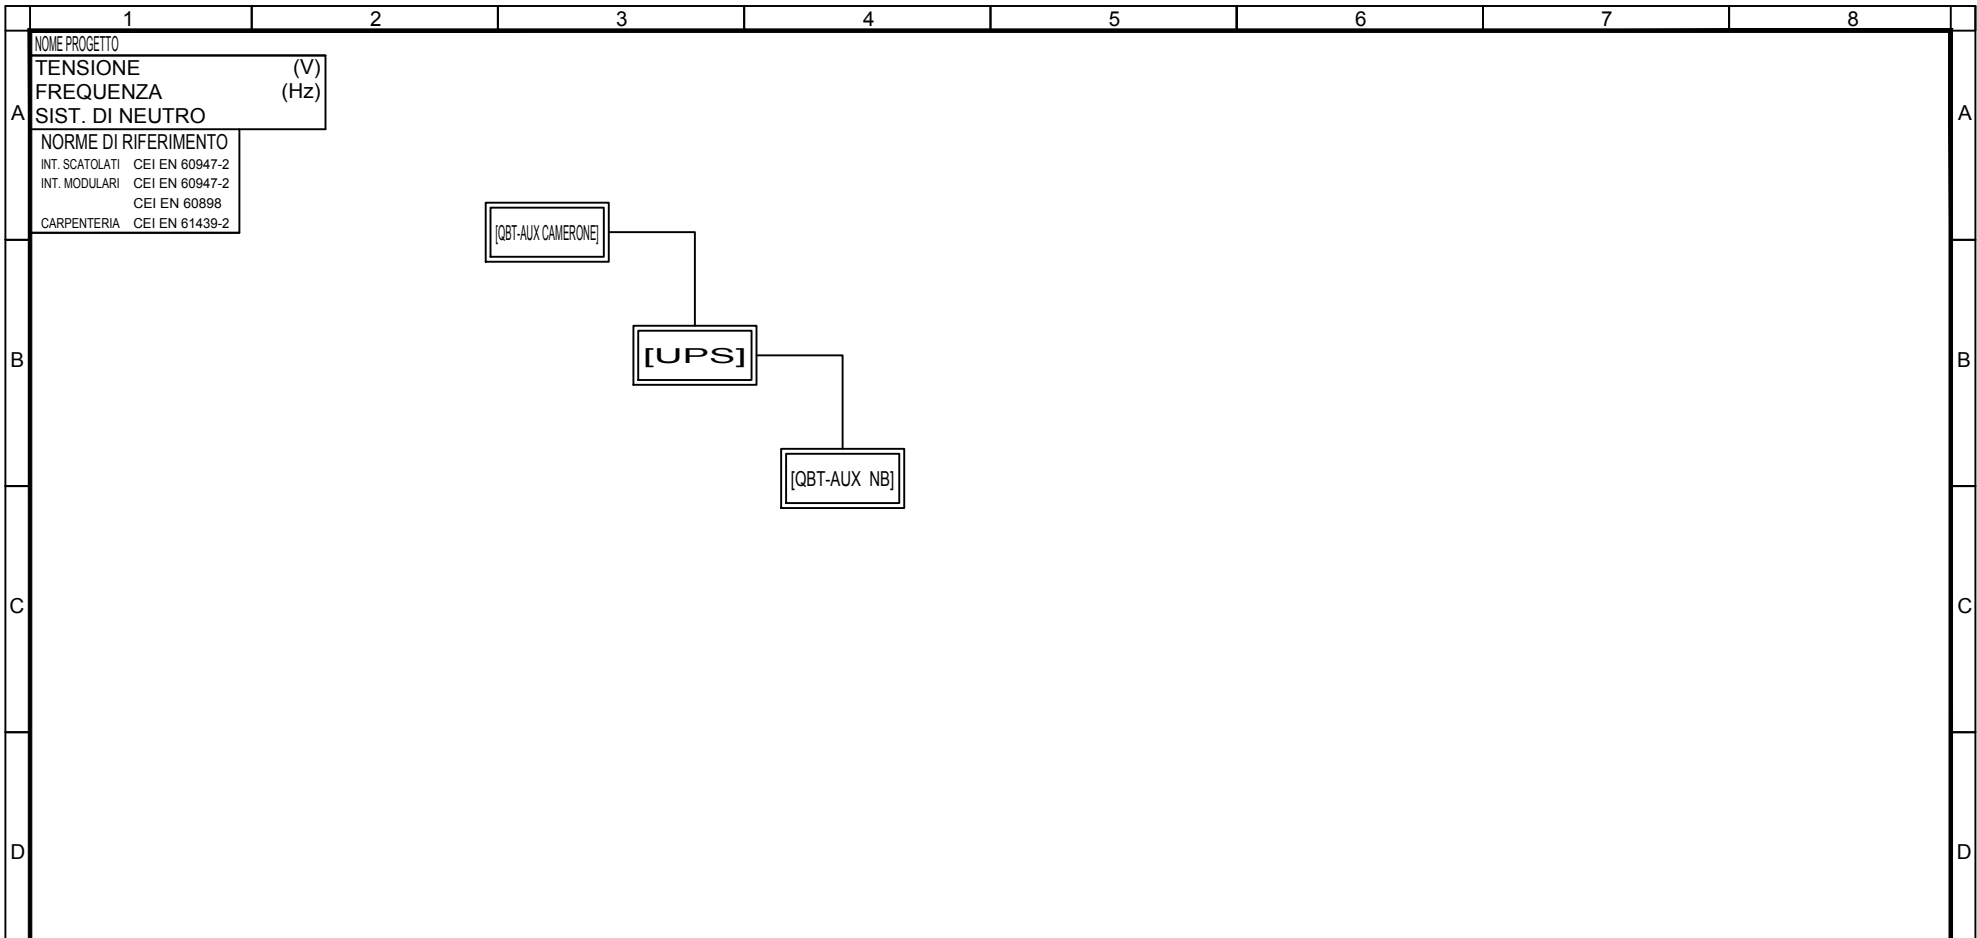 1 2 3 4 5 6 7 8
NOME PROGETTO
TENSIONE (V)
FREQUENZA (Hz)
A SIST. DI NEUTRO A
NORME DI RIFERIMENTO
INT. SCATOLATI CEI EN 60947-2
INT. MODULARI CEI EN 60947-2
CEI EN 60898
CARPENTERIA CEI EN 61439-2
[QBT-AUX CAMERONE]
B [UPS] B
[QBT-AUX NB]
C C
D D